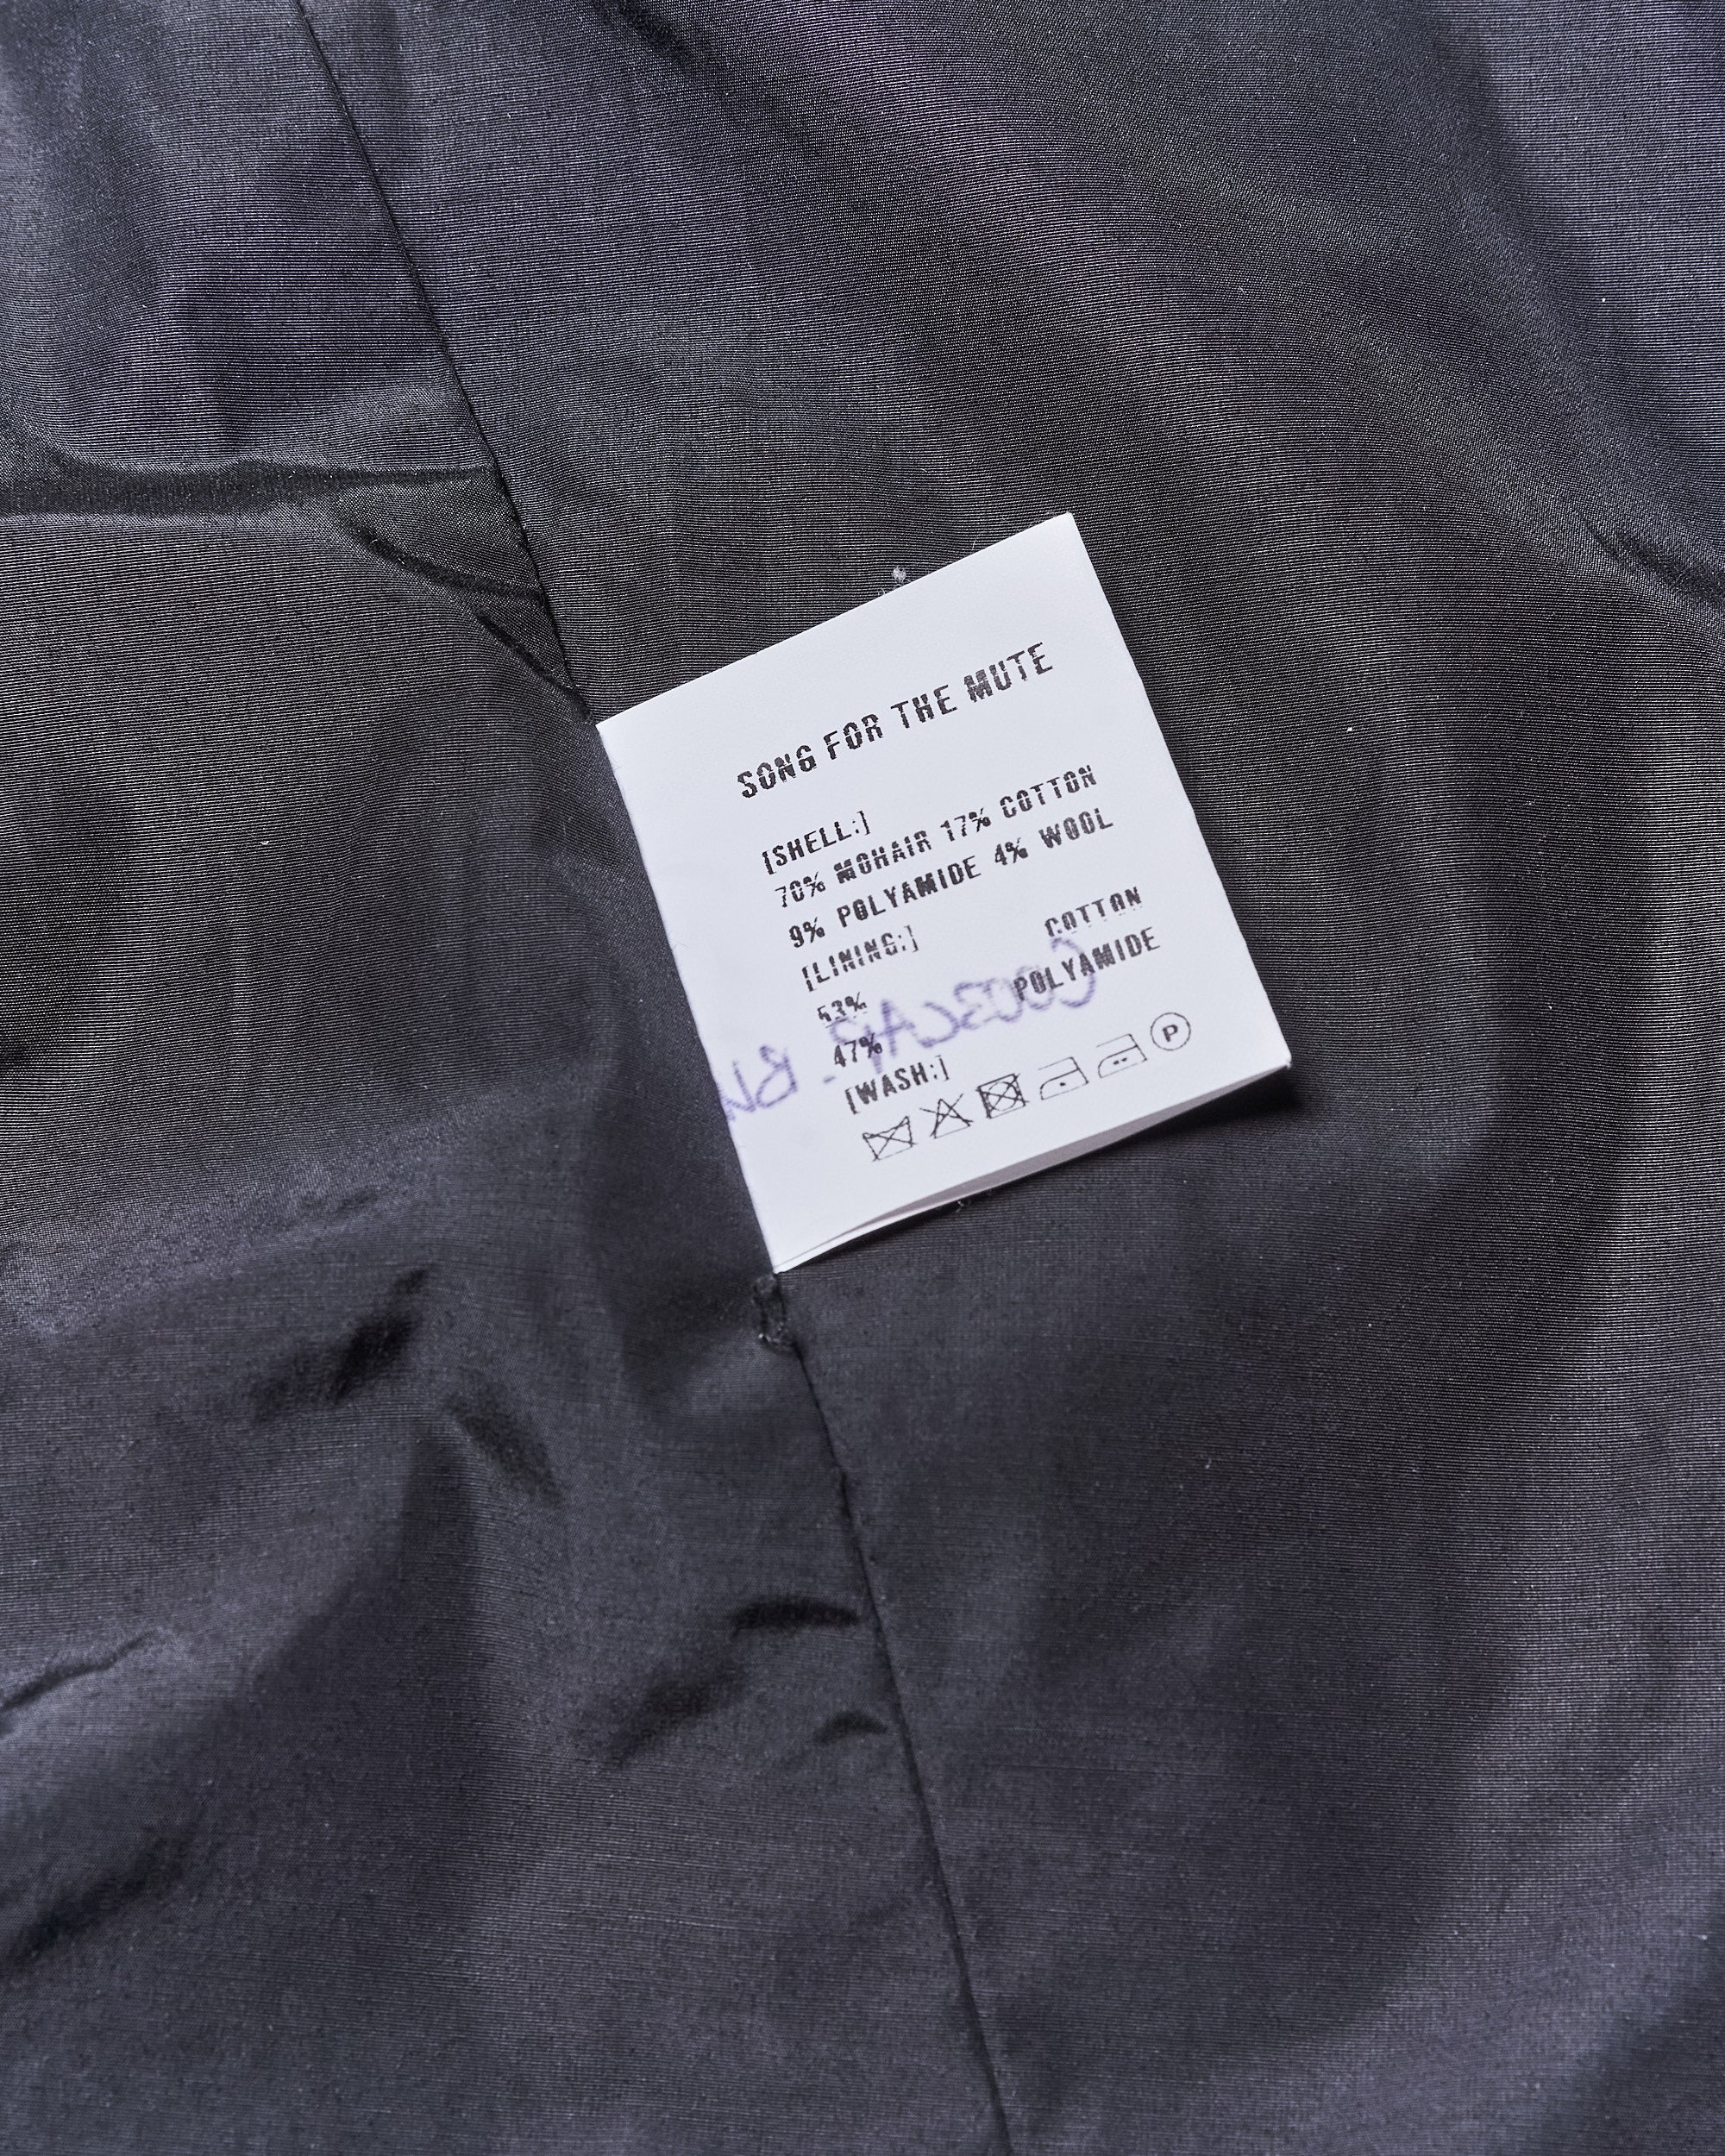 SONG FOR THE MUTE
[SHELL:]
70% MOHAIR 17% COTTON
9% POLYAMIDE 4% WOOL
[LINING:]
53% COTTON
47% POLYAMIDE
[WASH:]
P